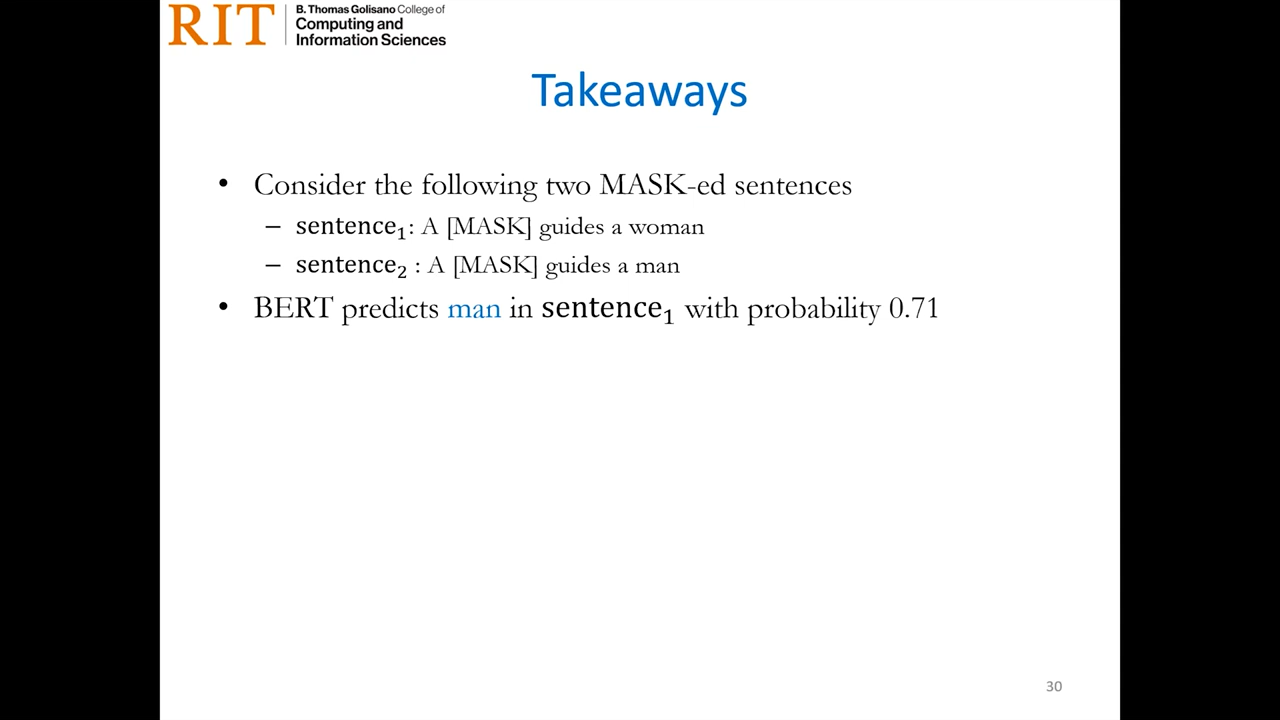 RIT
B. Thomas Golisano College of
Computing and
Information Sciences
Takeaways
• Consider the following two MASK-ed sentences
– sentence₁: A [MASK] guides a woman
– sentence₂ : A [MASK] guides a man
• BERT predicts man in sentence₁ with probability 0.71
30